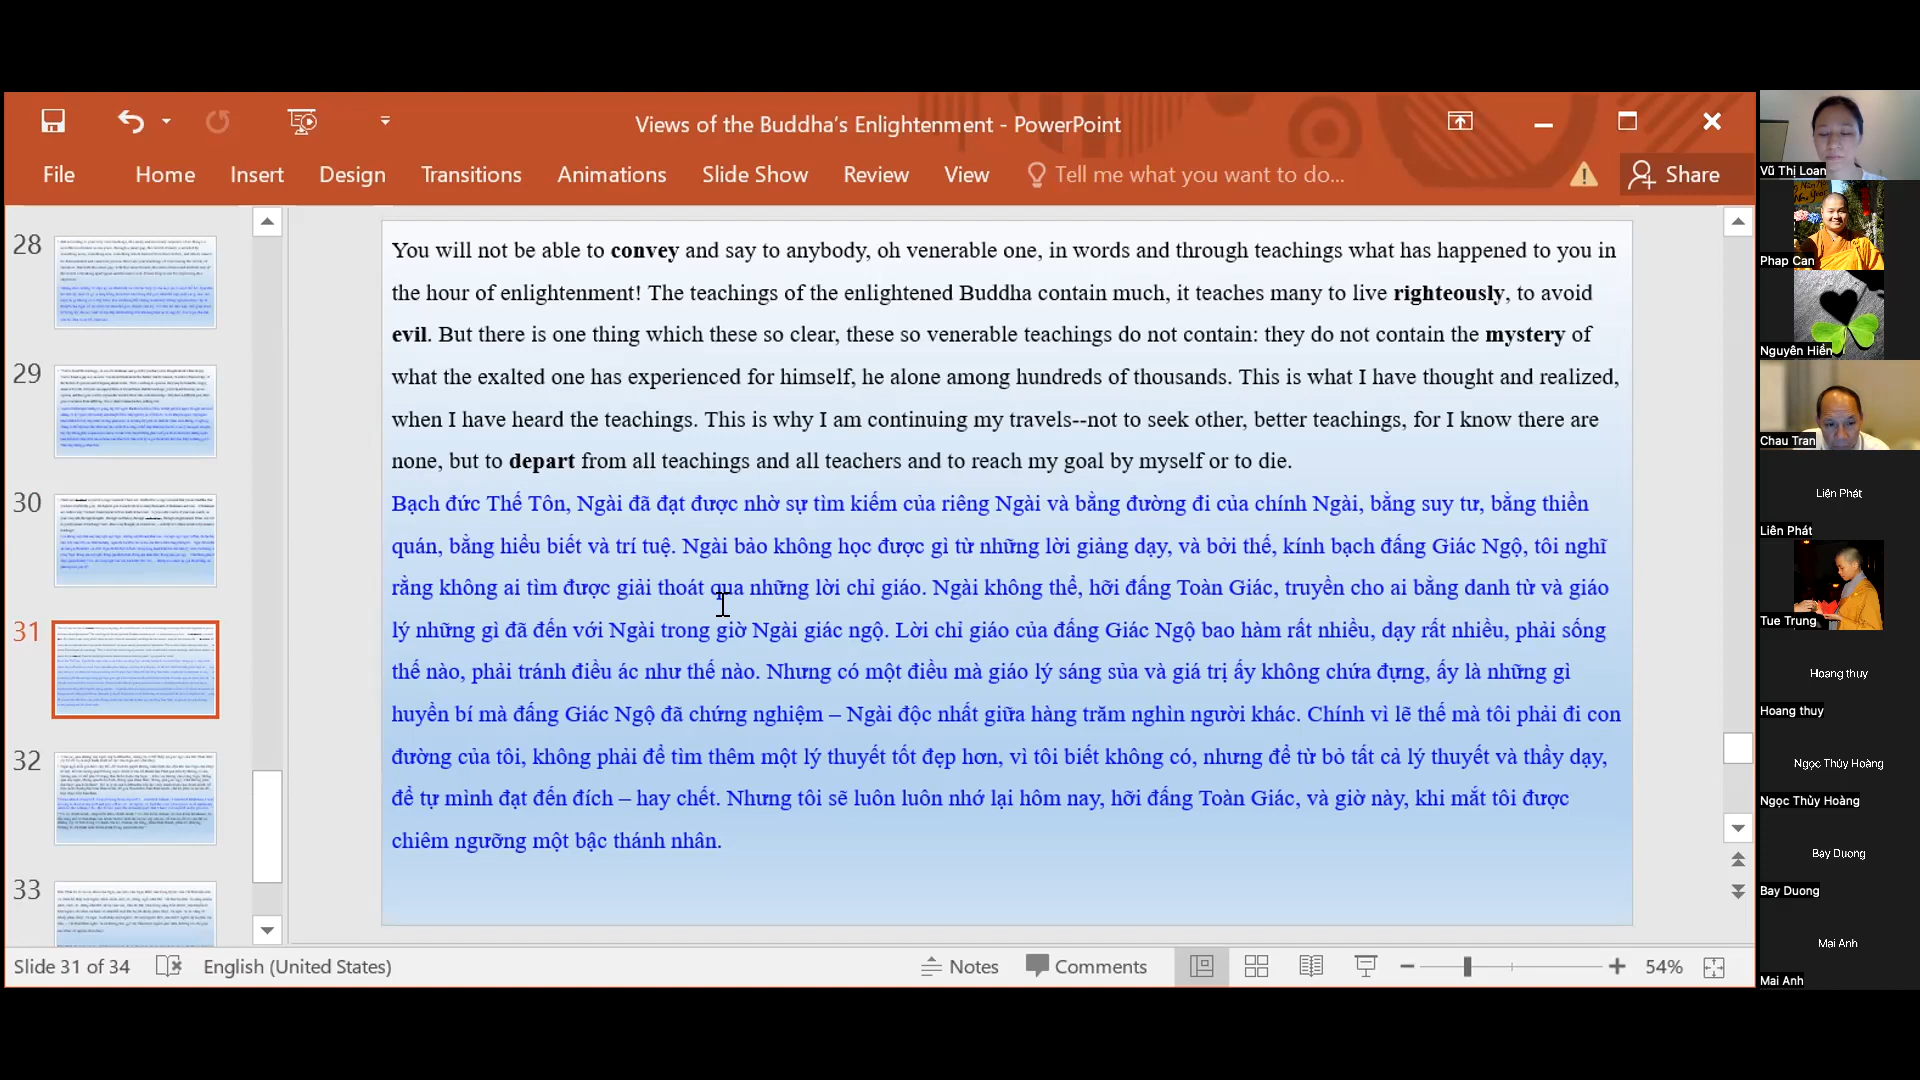 Views of the Buddha's Enlightenment - PowerPoint
File Home Insert Design Transitions Animations Slide Show Review View Tell me what you want to do... Share
28
29
30
31
32
33
You will not be able to convey and say to anybody, oh venerable one, in words and through teachings what has happened to you in
the hour of enlightenment! The teachings of the enlightened Buddha contain much, it teaches many to live righteously, to avoid
evil. But there is one thing which these so clear, these so venerable teachings do not contain: they do not contain the mystery of
what the exalted one has experienced for himself, he alone among hundreds of thousands. This is what I have thought and realized,
when I have heard the teachings. This is why I am continuing my travels--not to seek other, better teachings, for I know there are
none, but to depart from all teachings and all teachers and to reach my goal by myself or to die.
Bạch đức Thế Tôn, Ngài đã đạt được nhờ sự tìm kiếm của riêng Ngài và bằng đường đi của chính Ngài, bằng suy tư, bằng thiền
quán, bằng hiểu biết và trí tuệ. Ngài bảo không học được gì từ những lời giảng dạy, và bởi thế, kính bạch đấng Giác Ngộ, tôi nghĩ
rằng không ai tìm được giải thoát qua những lời chỉ giáo. Ngài không thể, hỡi đấng Toàn Giác, truyền cho ai bằng danh từ và giáo
lý những gì đã đến với Ngài trong giờ Ngài giác ngộ. Lời chỉ giáo của đấng Giác Ngộ bao hàm rất nhiều, dạy rất nhiều, phải sống
thế nào, phải tránh điều ác như thế nào. Nhưng có một điều mà giáo lý sáng sủa và giá trị ấy không chứa đựng, ấy là những gì
huyền bí mà đấng Giác Ngộ đã chứng nghiệm – Ngài độc nhất giữa hàng trăm nghìn người khác. Chính vì lẽ thế mà tôi phải đi con
đường của tôi, không phải để tìm thêm một lý thuyết tốt đẹp hơn, vì tôi biết không có, nhưng để từ bỏ tất cả lý thuyết và thầy dạy,
để tự mình đạt đến đích – hay chết. Nhưng tôi sẽ luôn luôn nhớ lại hôm nay, hỡi đấng Toàn Giác, và giờ này, khi mắt tôi được
chiêm ngưỡng một bậc thánh nhân.
Slide 31 of 34 English (United States) Notes Comments 54%
Vũ Thị Loan
Phap Can
Nguyên Hiền
Chau Tran
Liên Phát
Liên Phát
Tue Trung
Hoang thuy
Hoang thuy
Ngọc Thủy Hoàng
Ngọc Thủy Hoàng
Bay Duong
Bay Duong
Mai Anh
Mai Anh